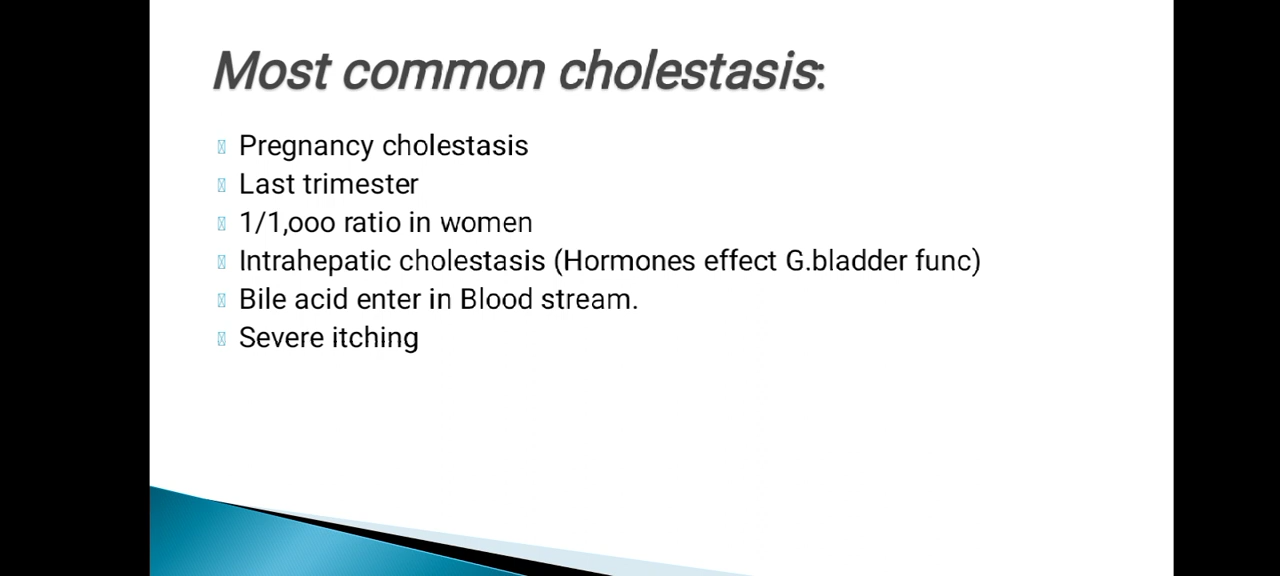 Most common cholestasis:
Pregnancy cholestasis
Last trimester
1/1,ooo ratio in women
Intrahepatic cholestasis (Hormones effect G.bladder func)
Bile acid enter in Blood stream.
Severe itching